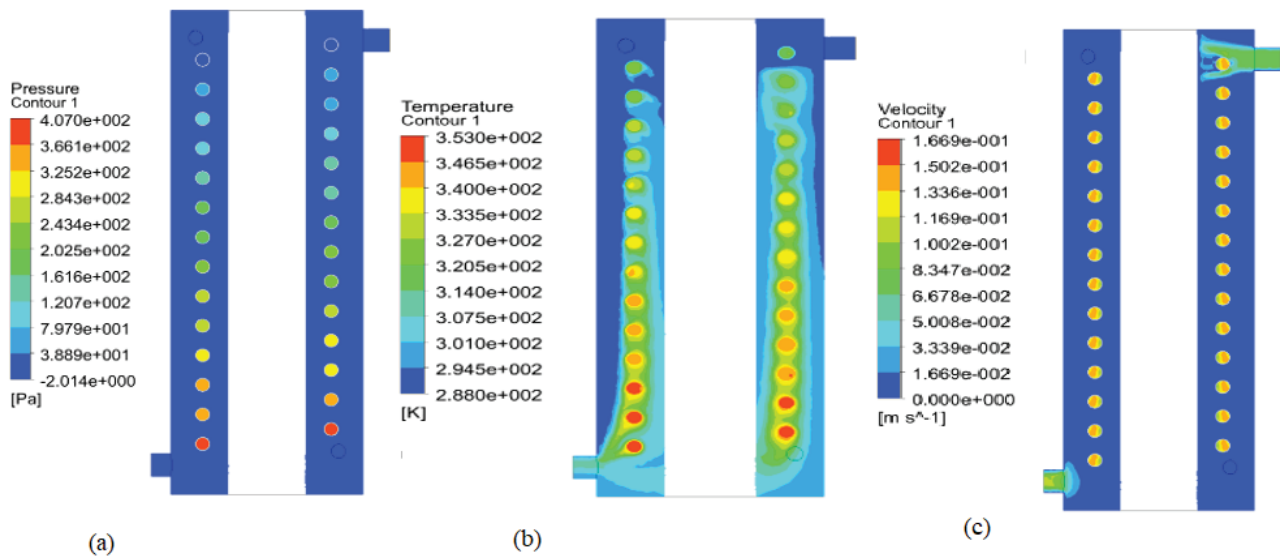 Pressure
Contour 1
4.070e+002
3.661e+002
3.252e+002
2.843e+002
2.434e+002
2.025e+002
1.616e+002
1.207e+002
7.979e+001
3.889e+001
-2.014e+000
[Pa]
(a)
Temperature
Contour 1
3.530e+002
3.465e+002
3.400e+002
3.335e+002
3.270e+002
3.205e+002
3.140e+002
3.075e+002
3.010e+002
2.945e+002
2.880e+002
[K]
(b)
Velocity
Contour 1
1.669e-001
1.502e-001
1.336e-001
1.169e-001
1.002e-001
8.347e-002
6.678e-002
5.008e-002
3.339e-002
1.669e-002
0.000e+000
[m s^-1]
(c)